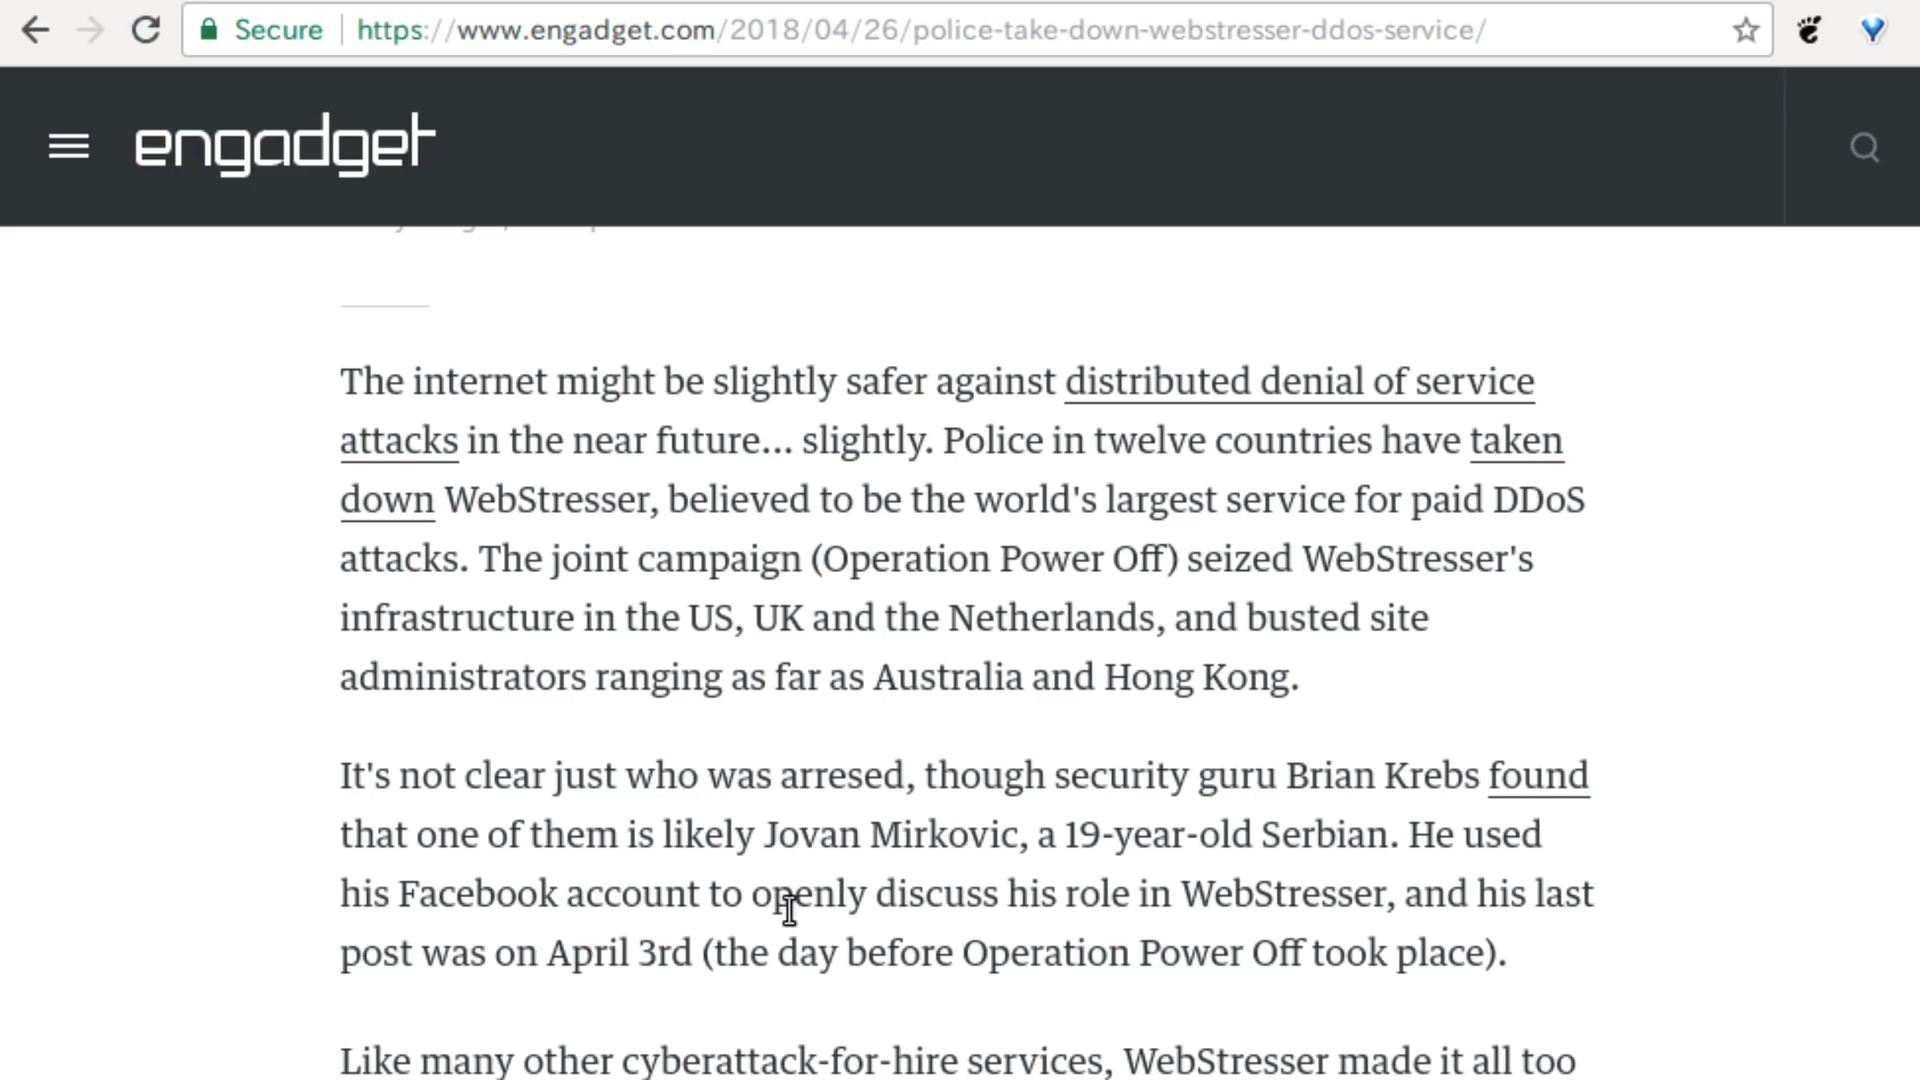 Secure https://www.engadget.com/2018/04/26/police-take-down-webstresser-ddos-service/
engadget
The internet might be slightly safer against distributed denial of service
attacks in the near future... slightly. Police in twelve countries have taken
down WebStresser, believed to be the world's largest service for paid DDoS
attacks. The joint campaign (Operation Power Off) seized WebStresser's
infrastructure in the US, UK and the Netherlands, and busted site
administrators ranging as far as Australia and Hong Kong.
It's not clear just who was arresed, though security guru Brian Krebs found
that one of them is likely Jovan Mirkovic, a 19-year-old Serbian. He used
his Facebook account to openly discuss his role in WebStresser, and his last
post was on April 3rd (the day before Operation Power Off took place).
Like many other cyberattack-for-hire services, WebStresser made it all too